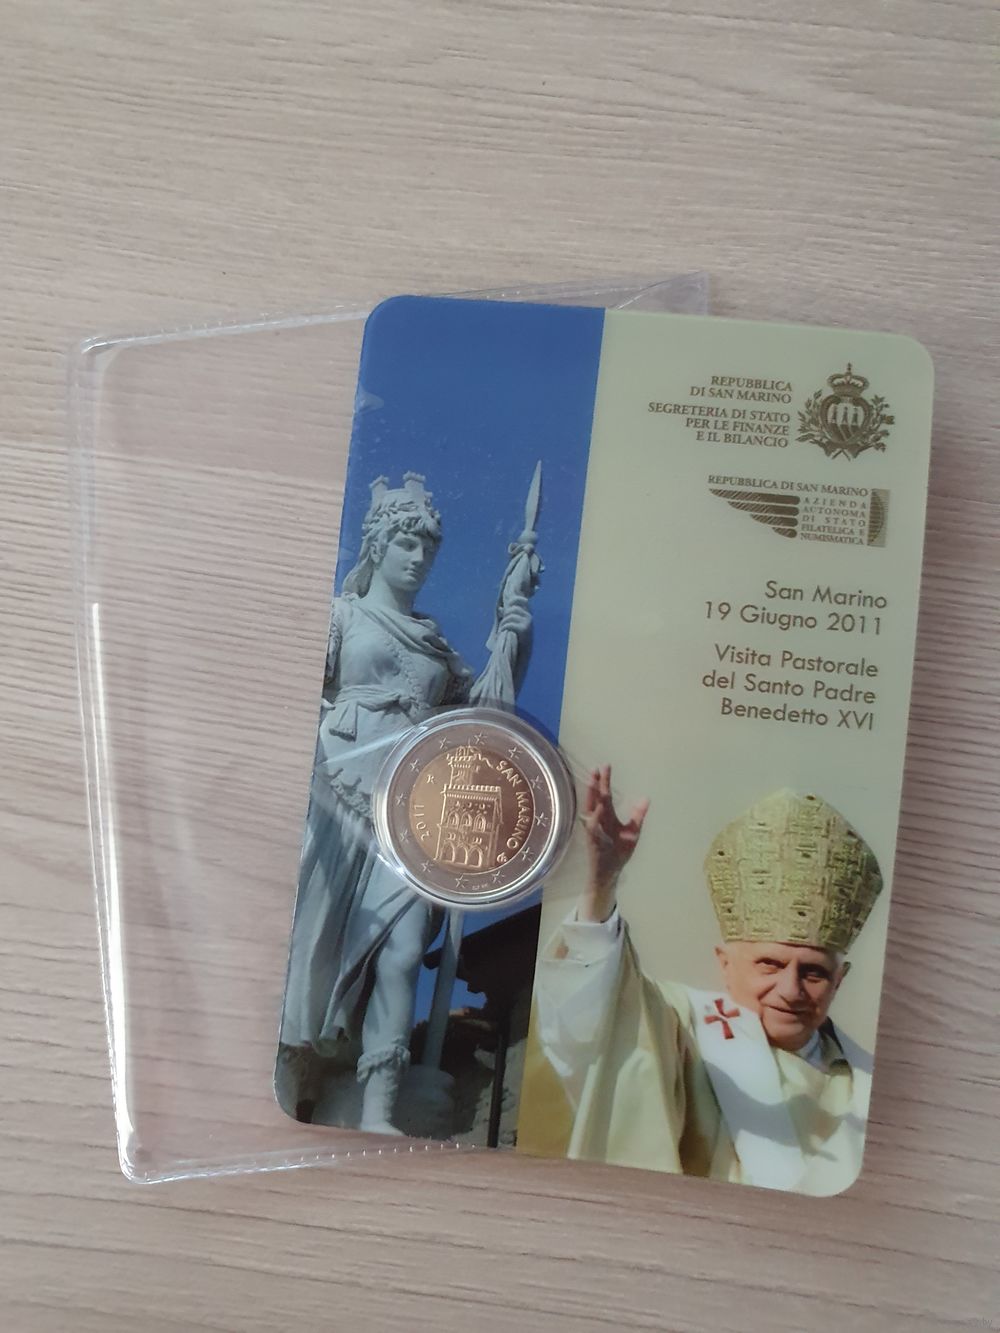 REPUBBLICA
DI SAN MARINO
SEGRETERIA DI STATO
PER LE FINANZE
E IL BILANCIO
REPUBBLICA DI SAN MARINO
AZIENDA
AUTONOMA
DI STATO
FILATELICA E
NUMISMATICA
San Marino
19 Giugno 2011
Visita Pastorale
del Santo Padre
Benedetto XVI
SAN MARINO
2011
R